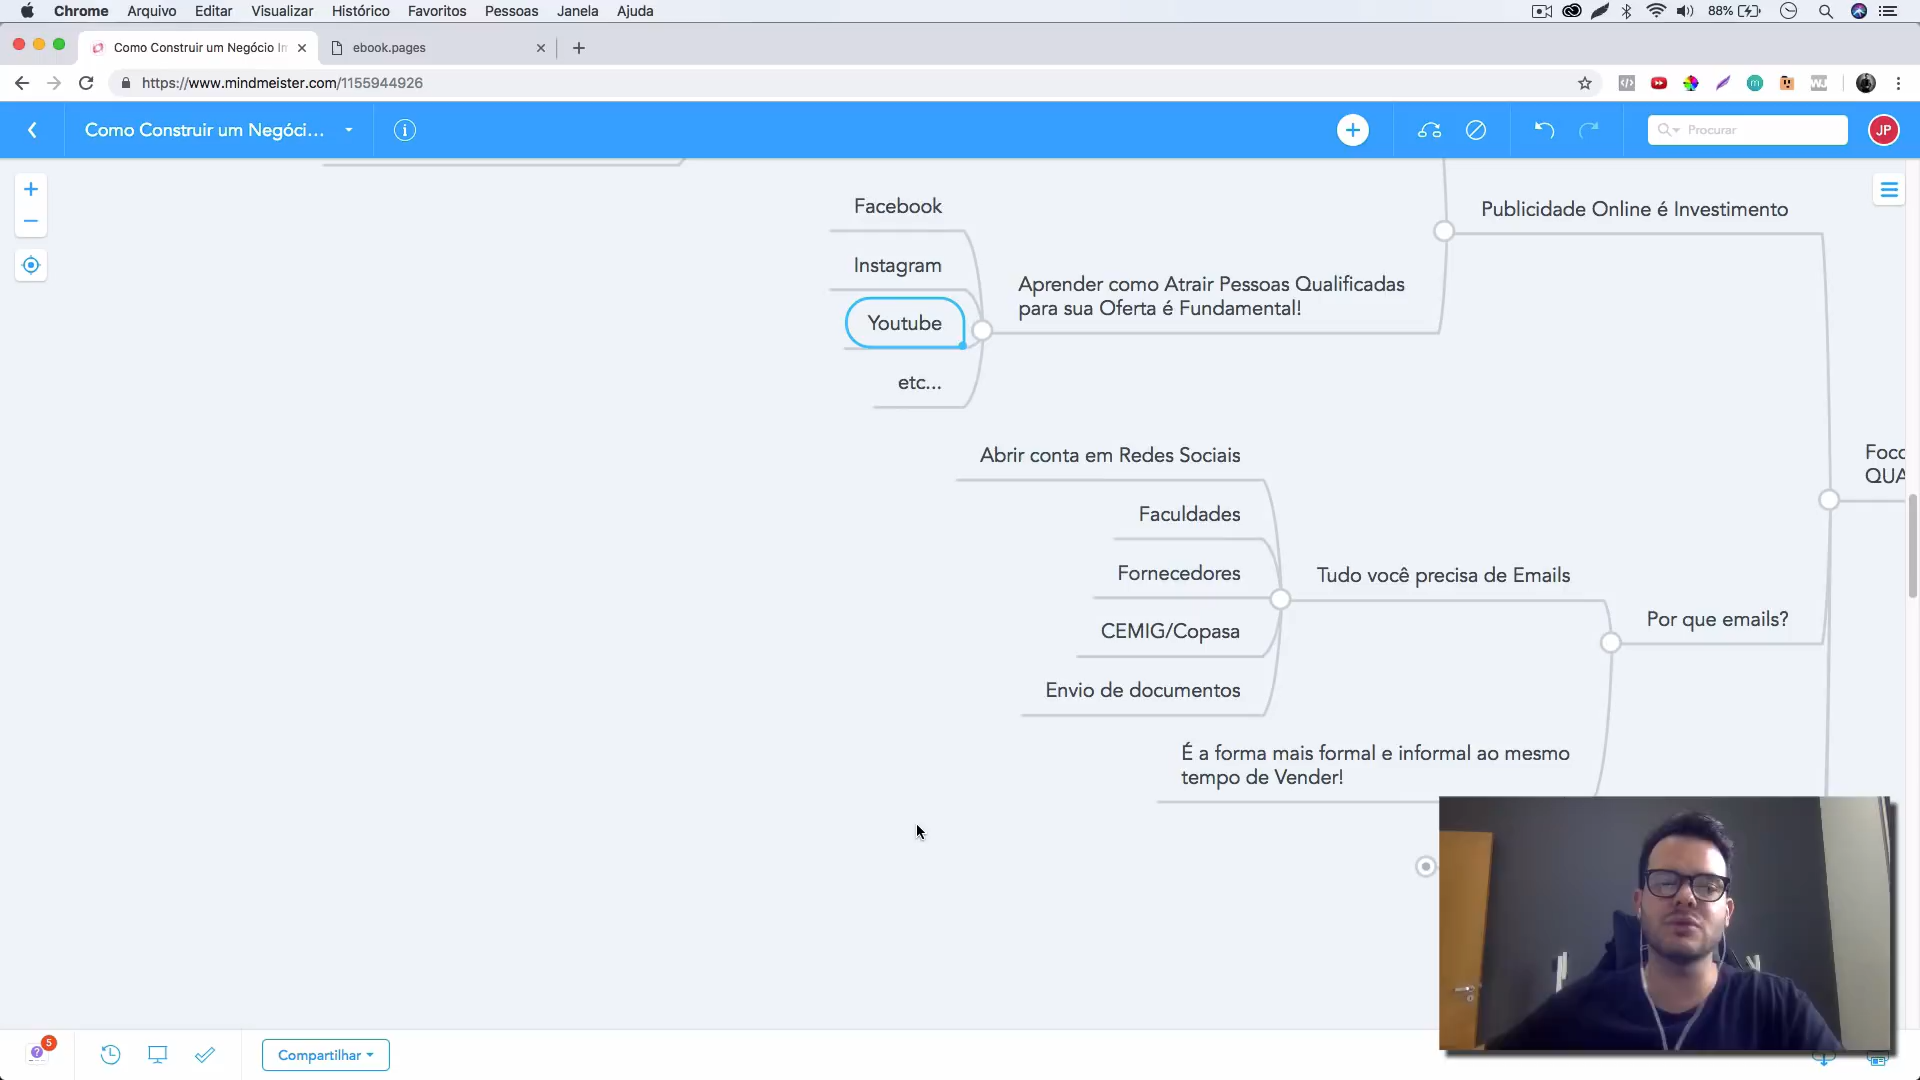 Chrome Arquivo Editar Visualizar Histórico Favoritos Pessoas Janela Ajuda 88%
Como Construir um Negócio
ebook.pages
https://www.mindmeister.com/1155944926
Como Construir um Negóci...
Procurar
JP
Facebook
Instagram
Youtube
etc...
Aprender como Atrair Pessoas Qualificadas
para sua Oferta é Fundamental!
Publicidade Online é Investimento
Abrir conta em Redes Sociais
Faculdades
Fornecedores
CEMIG/Copasa
Envio de documentos
Tudo você precisa de Emails
É a forma mais formal e informal ao mesmo
tempo de Vender!
Por que emails?
5
Compartilhar